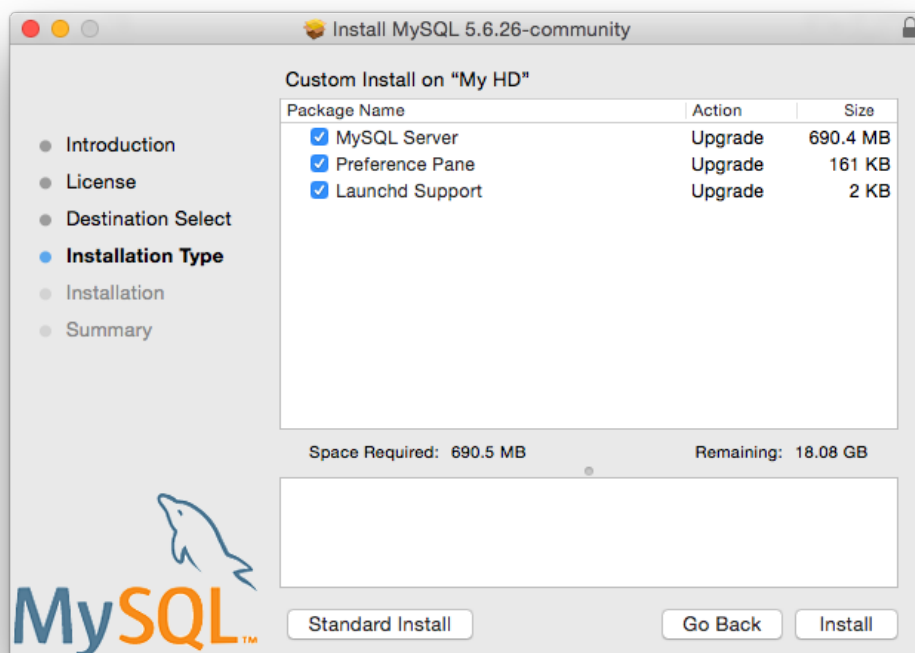 Install MySQL 5.6.26-community
Custom Install on “My HD”
Package Name Action Size
MySQL Server Upgrade 690.4 MB
Preference Pane Upgrade 161 KB
Launchd Support Upgrade 2 KB
Introduction
License
Destination Select
Installation Type
Installation
Summary
Space Required: 690.5 MB Remaining: 18.08 GB
MySQL™
Standard Install Go Back Install